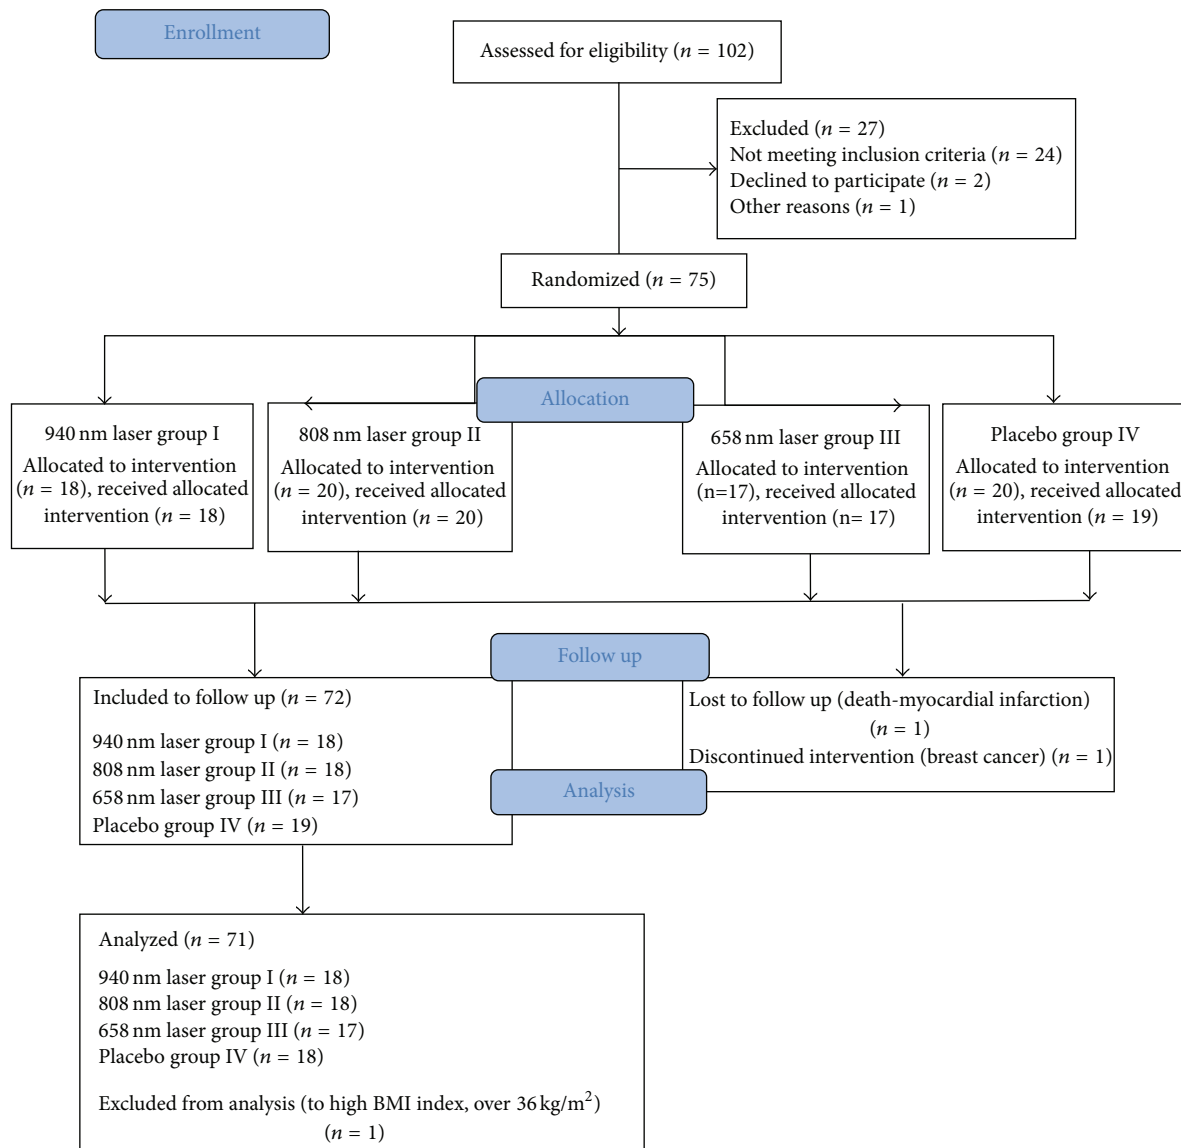 Enrollment
Assessed for eligibility (n = 102)
Excluded (n = 27)
Not meeting inclusion criteria (n = 24)
Declined to participate (n = 2)
Other reasons (n = 1)
Randomized (n = 75)
Allocation
940 nm laser group I
Allocated to intervention
(n = 18), received allocated
intervention (n = 18)
808 nm laser group II
Allocated to intervention
(n = 20), received allocated
intervention (n = 20)
658 nm laser group III
Allocated to intervention
(n=17), received allocated
intervention (n= 17)
Placebo group IV
Allocated to intervention
(n = 20), received allocated
intervention (n = 19)
Follow up
Included to follow up (n = 72)
940 nm laser group I (n = 18)
808 nm laser group II (n = 18)
658 nm laser group III (n = 17)
Placebo group IV (n = 19)
Lost to follow up (death-myocardial infarction)
(n = 1)
Discontinued intervention (breast cancer) (n = 1)
Analysis
Analyzed (n = 71)
940 nm laser group I (n = 18)
808 nm laser group II (n = 18)
658 nm laser group III (n = 17)
Placebo group IV (n = 18)
Excluded from analysis (to high BMI index, over 36 kg/m²)
(n = 1)